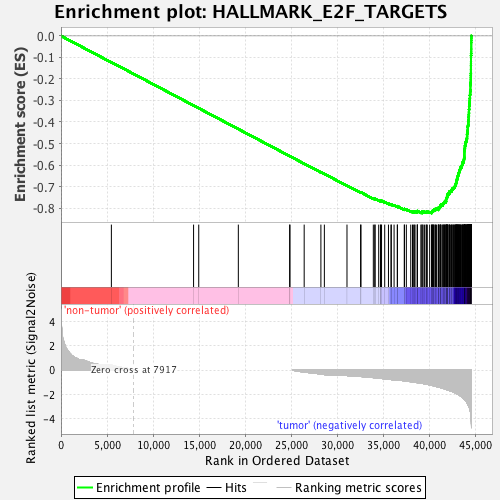 Enrichment plot: HALLMARK_E2F_TARGETS
Enrichment score (ES)
0.0
-0.1
-0.2
-0.3
-0.4
-0.5
-0.6
-0.7
-0.8
Ranked list metric (Signal2Noise)
'non-tumor' (positively correlated)
4
2
0
-2
-4
Zero cross at 7917
'tumor' (negatively correlated)
0 5,000 10,000 15,000 20,000 25,000 30,000 35,000 40,000 45,000
Rank in Ordered Dataset
Enrichment profile Hits Ranking metric scores